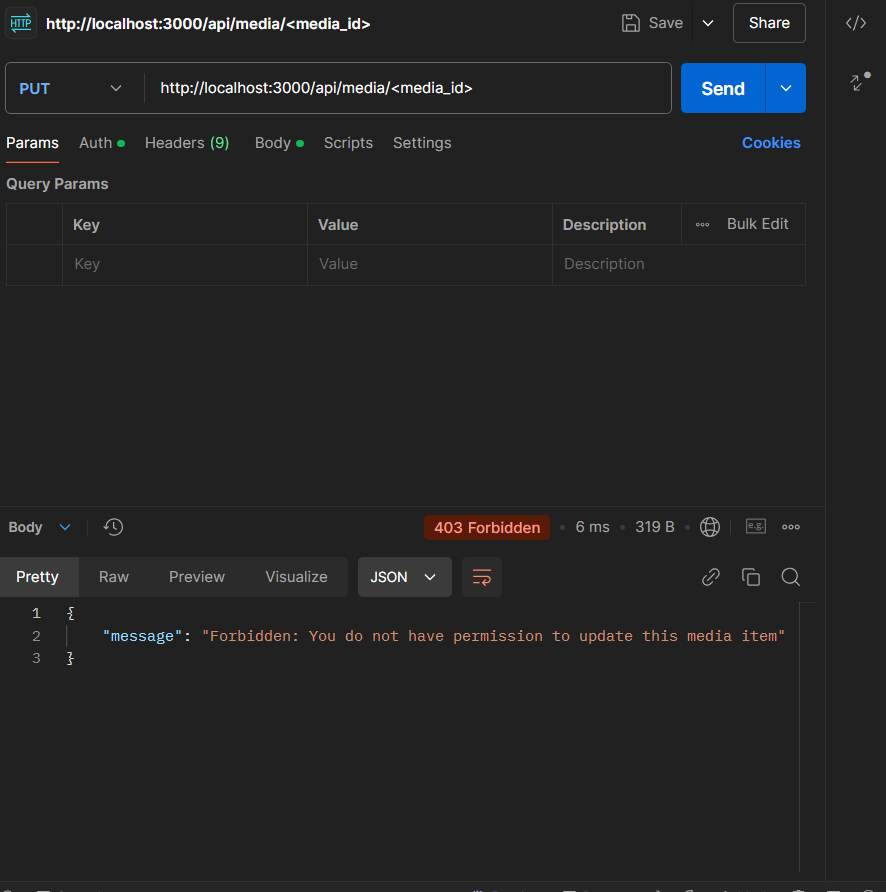 HTTP http://localhost:3000/api/media/<media_id> Save Share
PUT http://localhost:3000/api/media/<media_id> Send
Params Auth Headers (9) Body Scripts Settings Cookies
Query Params
Key Value Description Bulk Edit
Key Value Description
Body 403 Forbidden 6 ms 319 B e.g.
Pretty Raw Preview Visualize JSON
1 {
2 "message": "Forbidden: You do not have permission to update this media item"
3 }